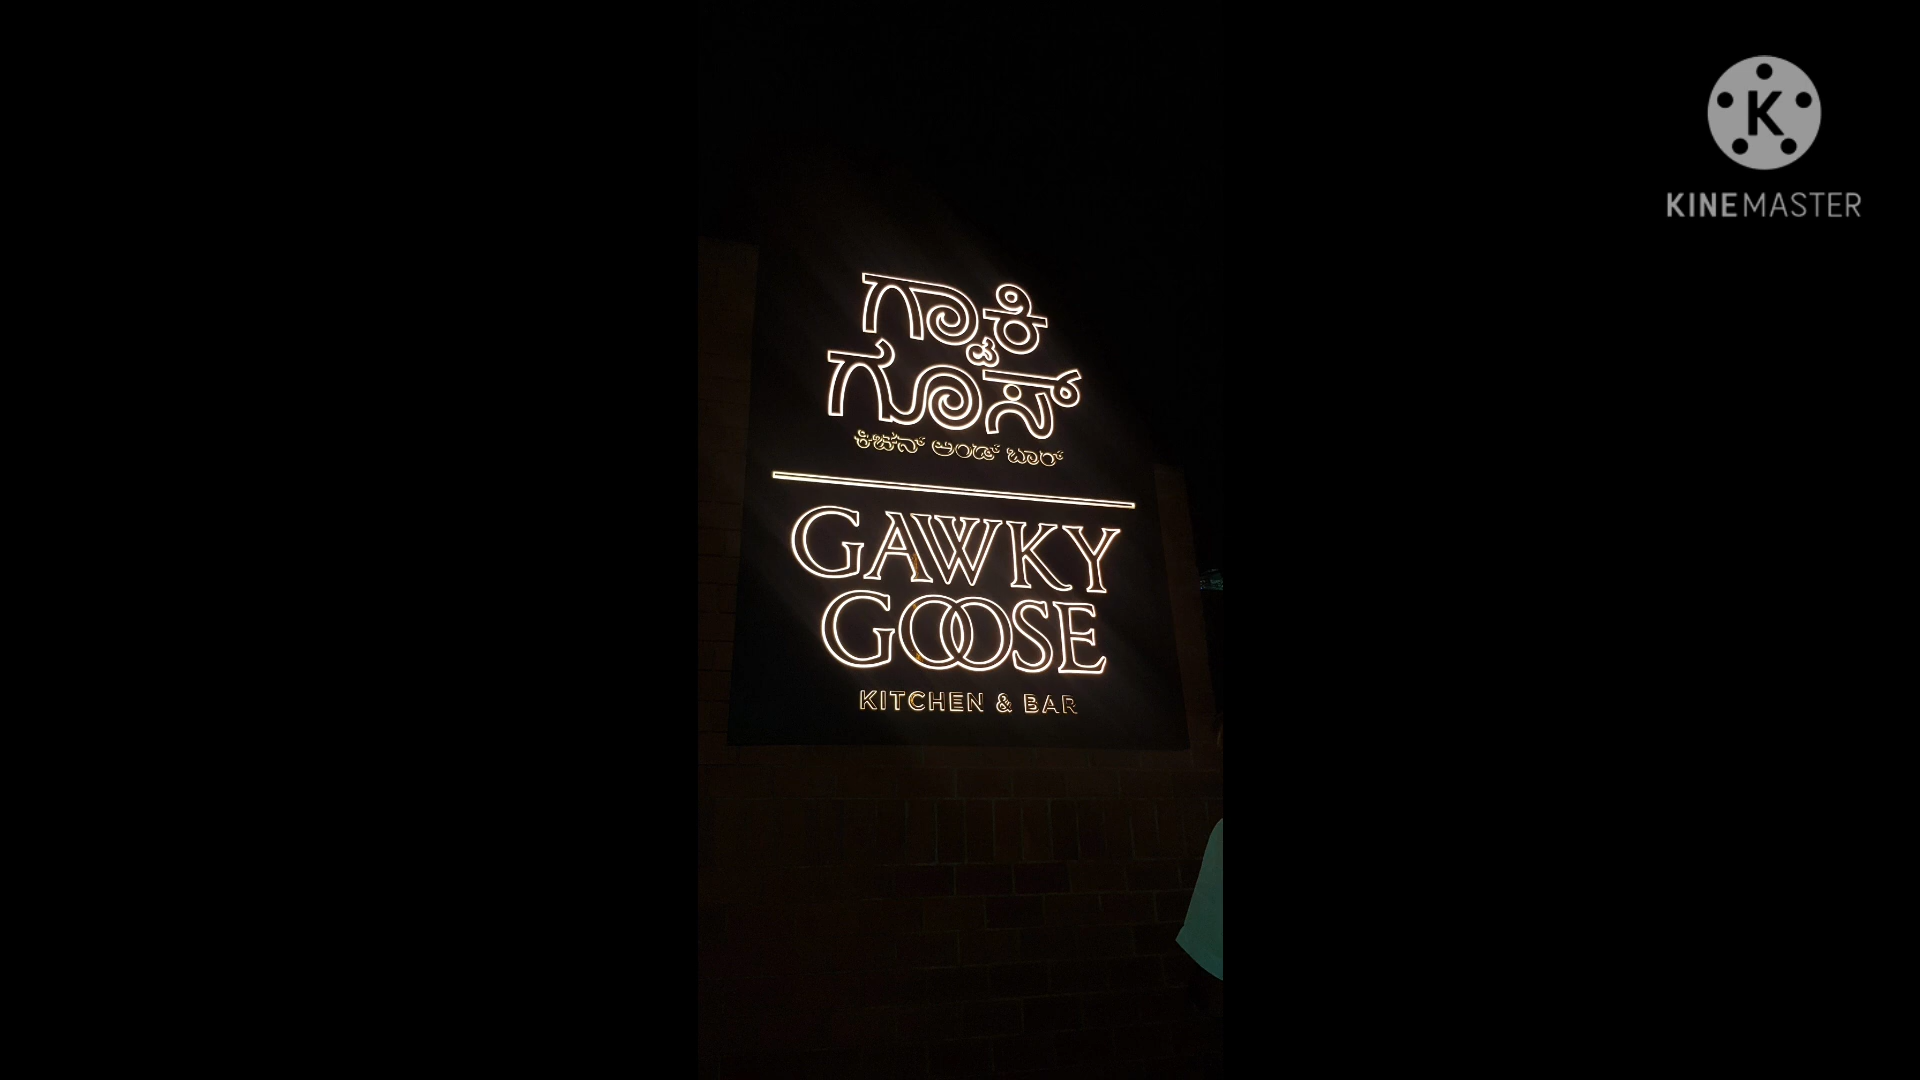 K
KINEMASTER
ಗ್ವಾಕಿ
ಗೂಸ್
ಕಿಚನ್ ಅಂಡ್ ಬಾರ್
GAWKY
GOOSE
KITCHEN & BAR